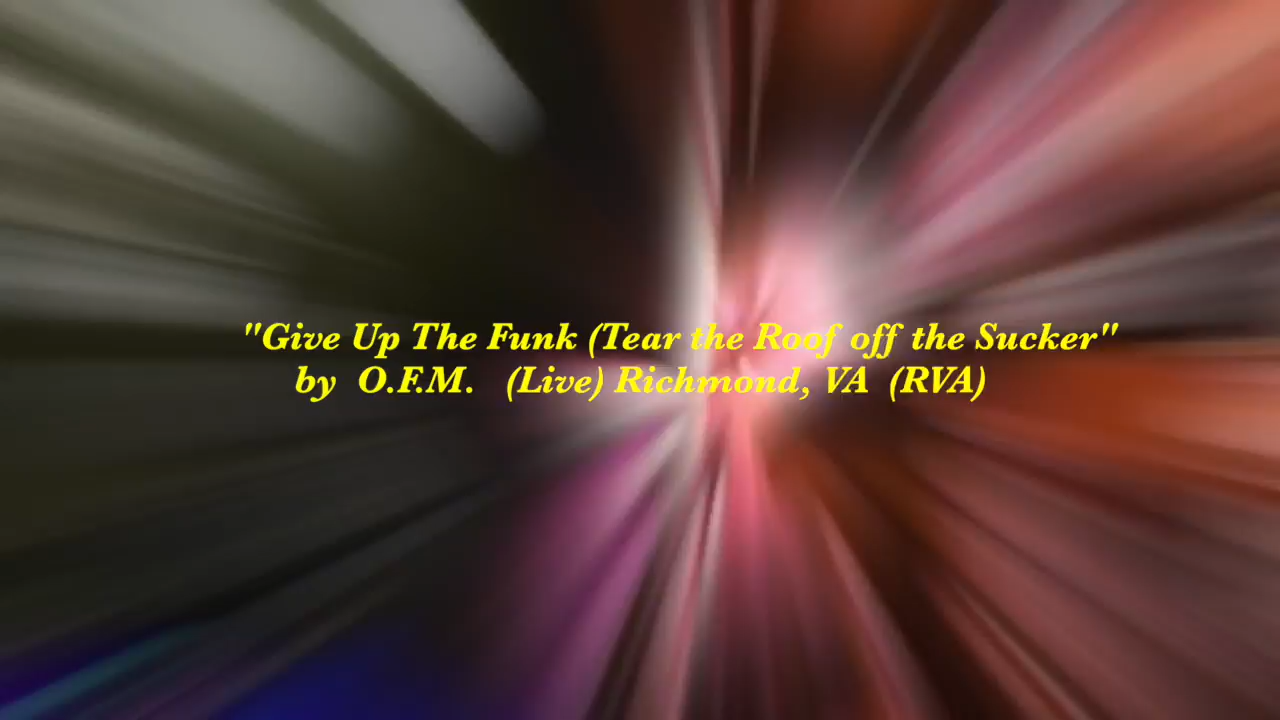 "Give Up The Funk (Tear the Roof off the Sucker"
by O.F.M. (Live) Richmond, VA (RVA)